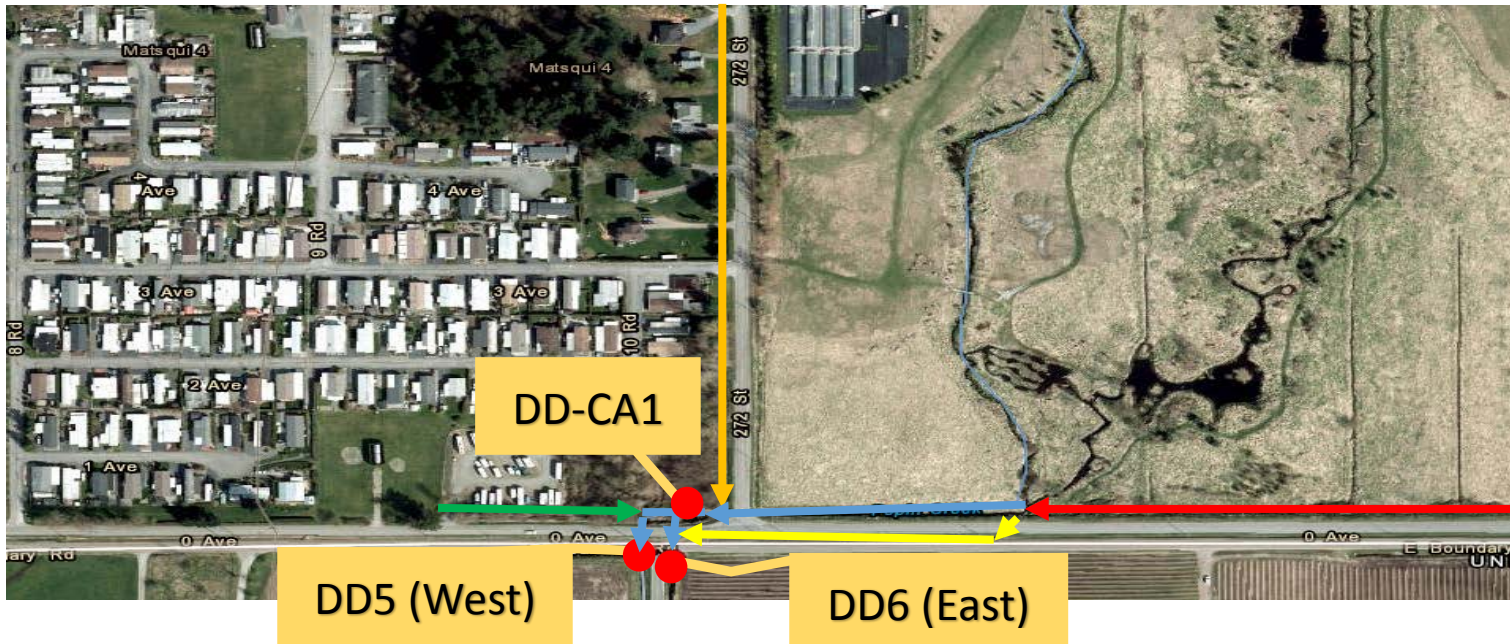 Matsqui 4
Matsqui 4
272 St
4 Ave
4 Ave
9 Rd
3 Ave
3 Ave
8 Rd
10 Rd
2 Ave
DD-CA1
272 St
1 Ave
0 Ave
0 Ave
0 Ave
E Boundary
UN
DD5 (West)
DD6 (East)